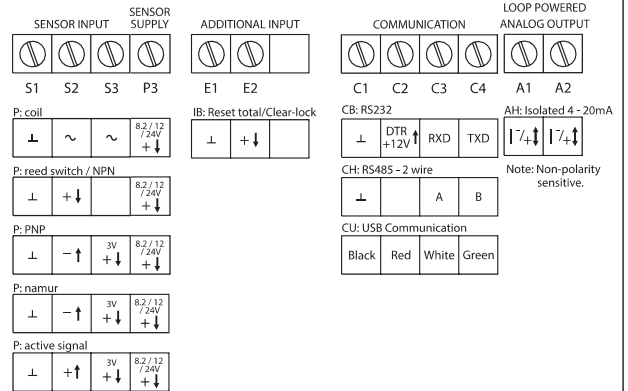 SENSOR INPUT
SENSOR
SUPPLY
ADDITIONAL INPUT
COMMUNICATION
LOOP POWERED
ANALOG OUTPUT
S1 S2 S3 P3 E1 E2 C1 C2 C3 C4 A1 A2
P: coil
⊥ ~ ~ 8.2 / 12
/ 24V
+↓
P: reed switch / NPN
⊥ +↓ 8.2 / 12
/ 24V
+↓
P: PNP
⊥ -↑ 3V
+↓ 8.2 / 12
/ 24V
+↓
P: namur
⊥ -↑ 3V
+↓ 8.2 / 12
/ 24V
+↓
P: active signal
⊥ +↑ 3V
+↓ 8.2 / 12
/ 24V
+↓
IB: Reset total/Clear-lock
⊥ +↓
CB: RS232
⊥ DTR
+12V ↑ RXD TXD
CH: RS485 - 2 wire
⊥ A B
CU: USB Communication
Black Red White Green
AH: Isolated 4 - 20mA
I -/+↕ I -/+↕
Note: Non-polarity
sensitive.